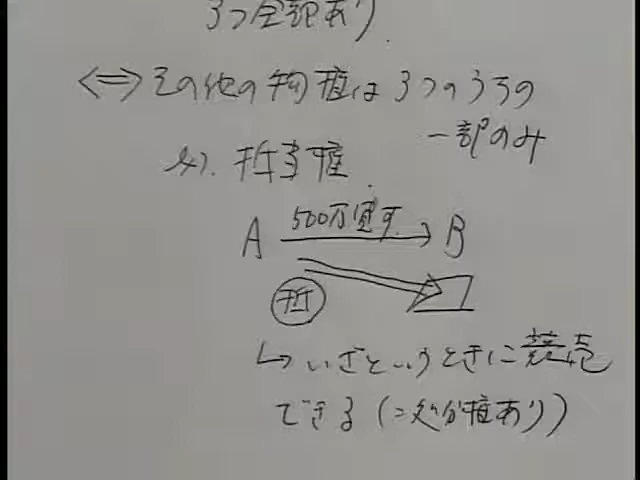 3つ全部あり
⇔その他の物権は3つのうちの
一部のみ
ex). 抵当権
A 500万貸す B
抵
↳いざというときに競売
できる(=処分権あり)